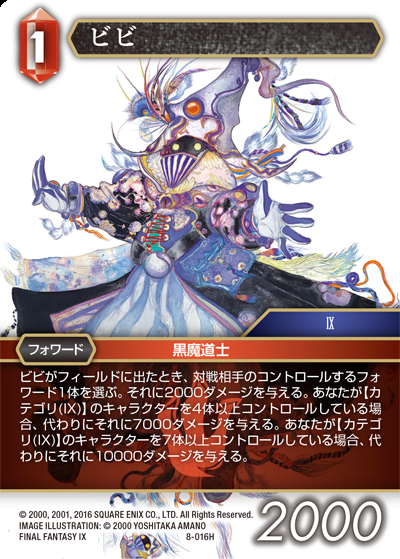 1
ビビ
IX
フォワード
黒魔道士
ビビがフィールドに出たとき、対戦相手のコントロールするフォ
ワード1体を選ぶ。それに2000ダメージを与える。あなたが【カ
テゴリ(IX)】のキャラクターを4体以上コントロールしている場
合、代わりにそれに7000ダメージを与える。あなたが【カテゴ
リ(IX)】のキャラクターを7体以上コントロールしている場合、代
わりにそれに10000ダメージを与える。
© 2000, 2001, 2016 SQUARE ENIX CO., LTD. All Rights Reserved.
IMAGE ILLUSTRATION: © 2000 YOSHITAKA AMANO
FINAL FANTASY IX
8-016H
2000